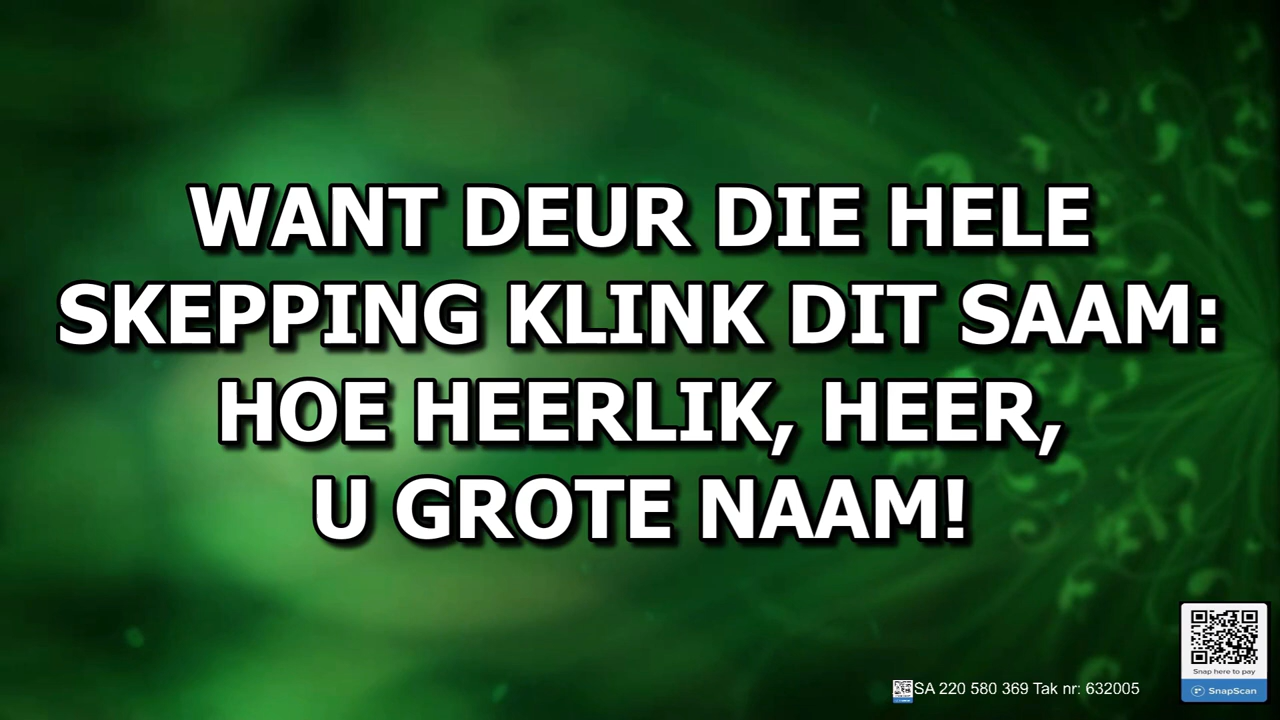 WANT DEUR DIE HELE
SKEPPING KLINK DIT SAAM:
HOE HEERLIK, HEER,
U GROTE NAAM!
Snap here to pay
SnapScan
SA 220 580 369 Tak nr: 632005